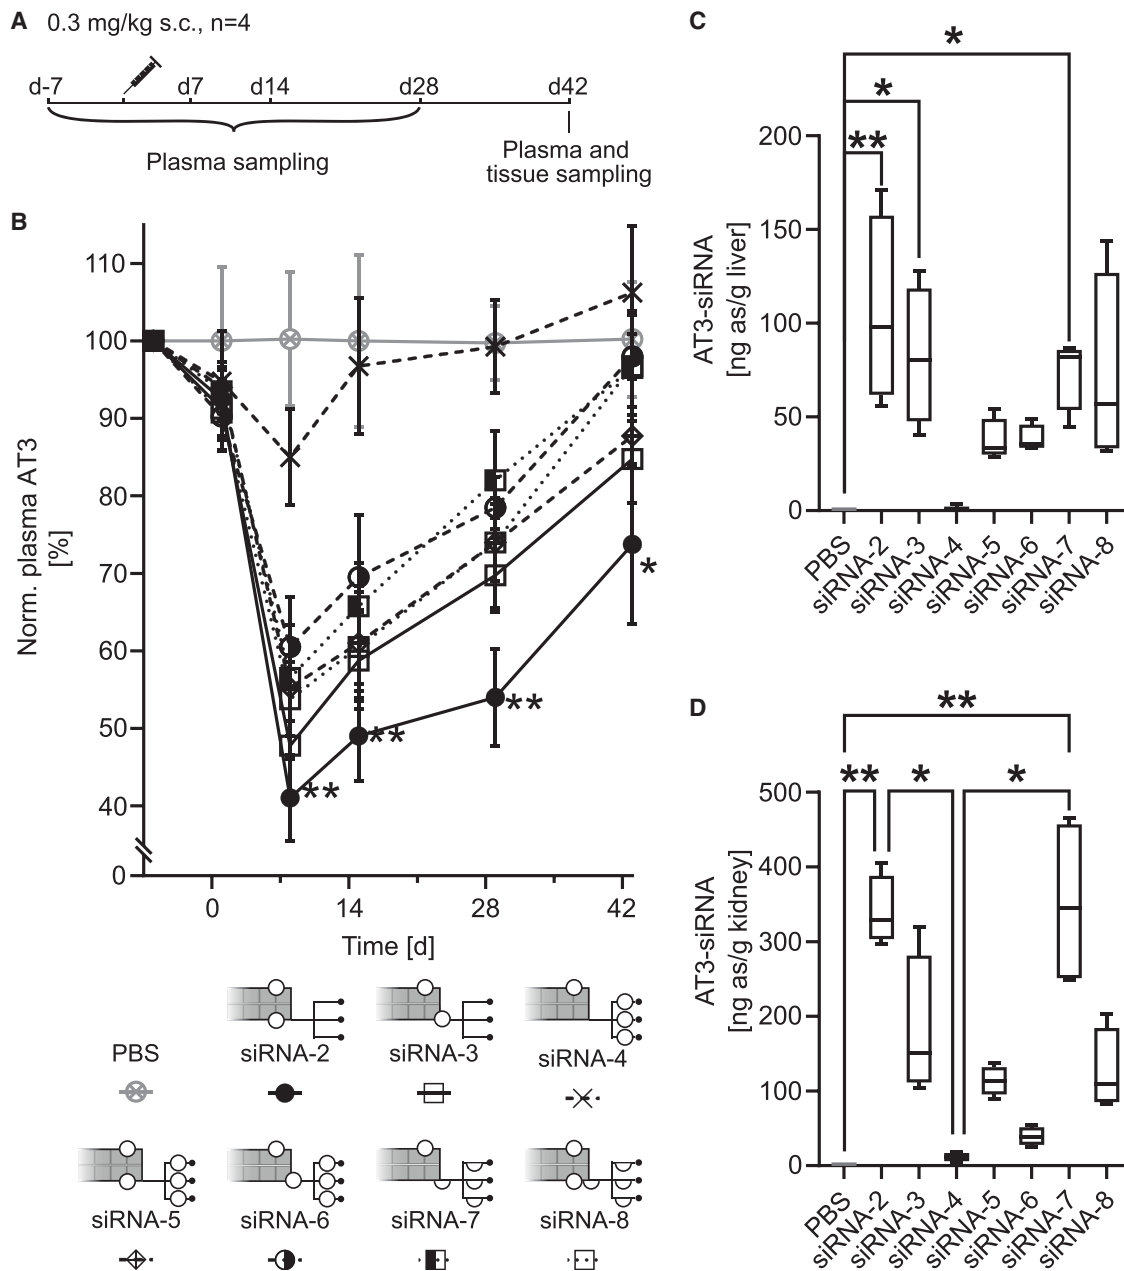 A
0.3 mg/kg s.c., n=4
d-7
d7
d14
d28
d42
Plasma sampling
Plasma and
tissue sampling
B
Norm. plasma AT3
[%]
110
100
90
80
70
60
50
40
0
**
**
**
*
0
14
28
42
Time [d]
PBS
siRNA-2
siRNA-3
siRNA-4
siRNA-5
siRNA-6
siRNA-7
siRNA-8
C
AT3-siRNA
[ng as/g liver]
200
150
100
50
0
*
*
**
PBS
siRNA-2
siRNA-3
siRNA-4
siRNA-5
siRNA-6
siRNA-7
siRNA-8
D
AT3-siRNA
[ng as/g kidney]
500
400
300
200
100
0
**
**
*
*
PBS
siRNA-2
siRNA-3
siRNA-4
siRNA-5
siRNA-6
siRNA-7
siRNA-8